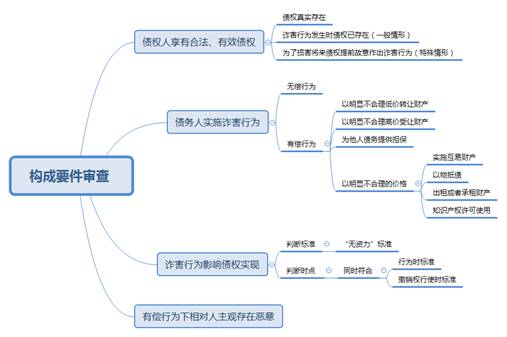 构成要件审查
债权人享有合法、有效债权
债权真实存在
诈害行为发生时债权已存在（一般情形）
为了损害将来债权提前故意作出诈害行为（特殊情形）
债务人实施诈害行为
无偿行为
有偿行为
以明显不合理低价转让财产
以明显不合理高价受让财产
为他人债务提供担保
以明显不合理的价格
实施互易财产
以物抵债
出租或者承租财产
知识产权许可使用
诈害行为影响债权实现
判断标准
“无资力”标准
判断时点
同时符合
行为时标准
撤销权行使时标准
有偿行为下相对人主观存在恶意